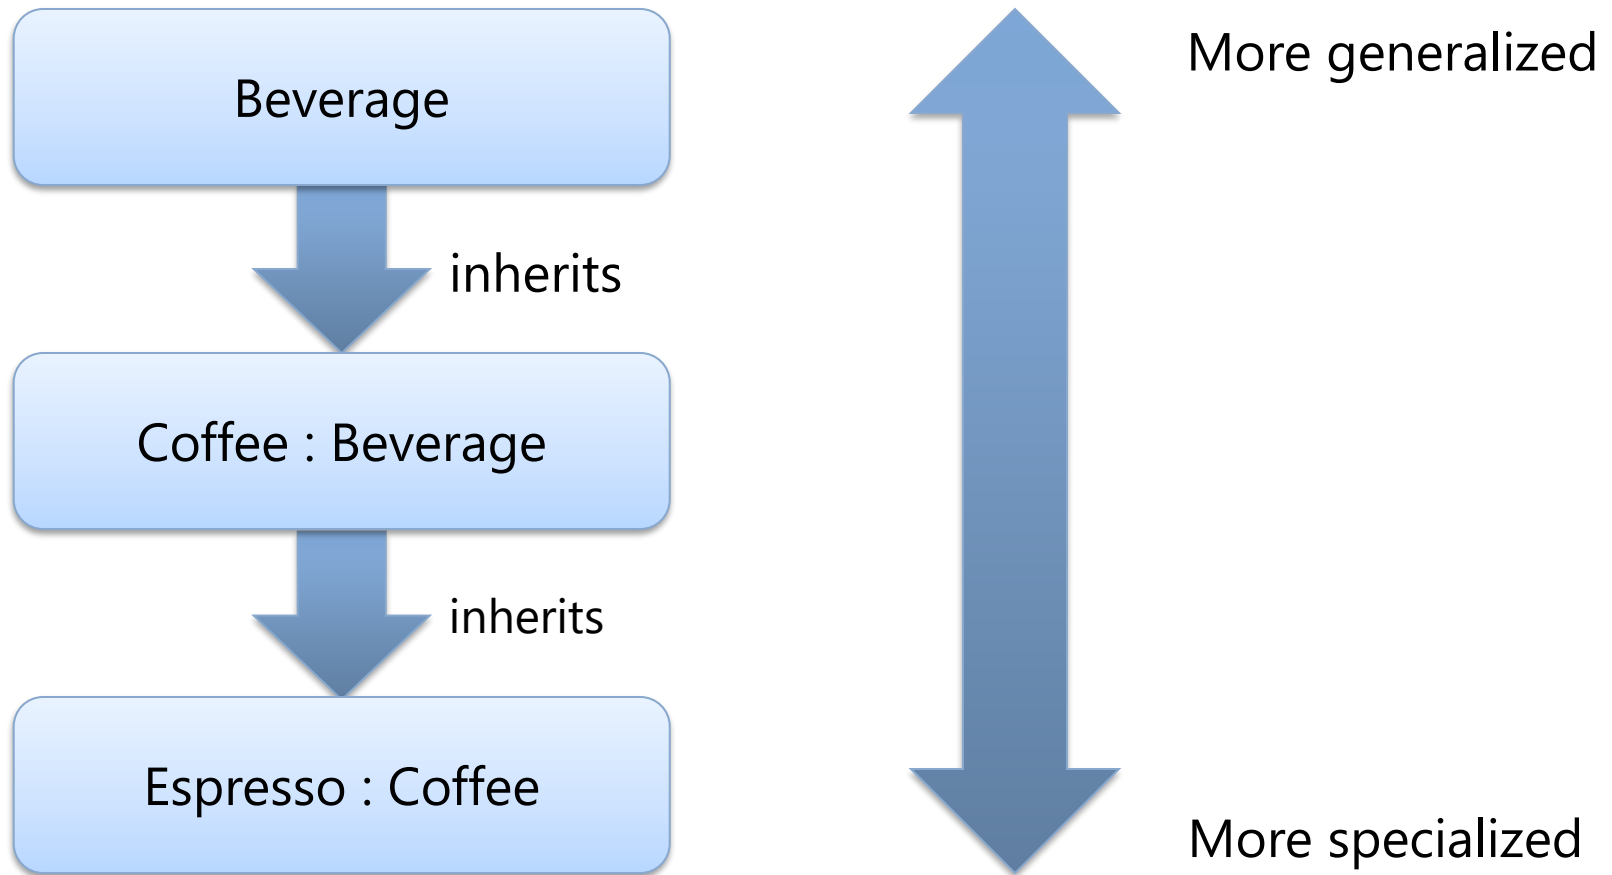 Beverage
More generalized
inherits
Coffee : Beverage
inherits
Espresso : Coffee
More specialized